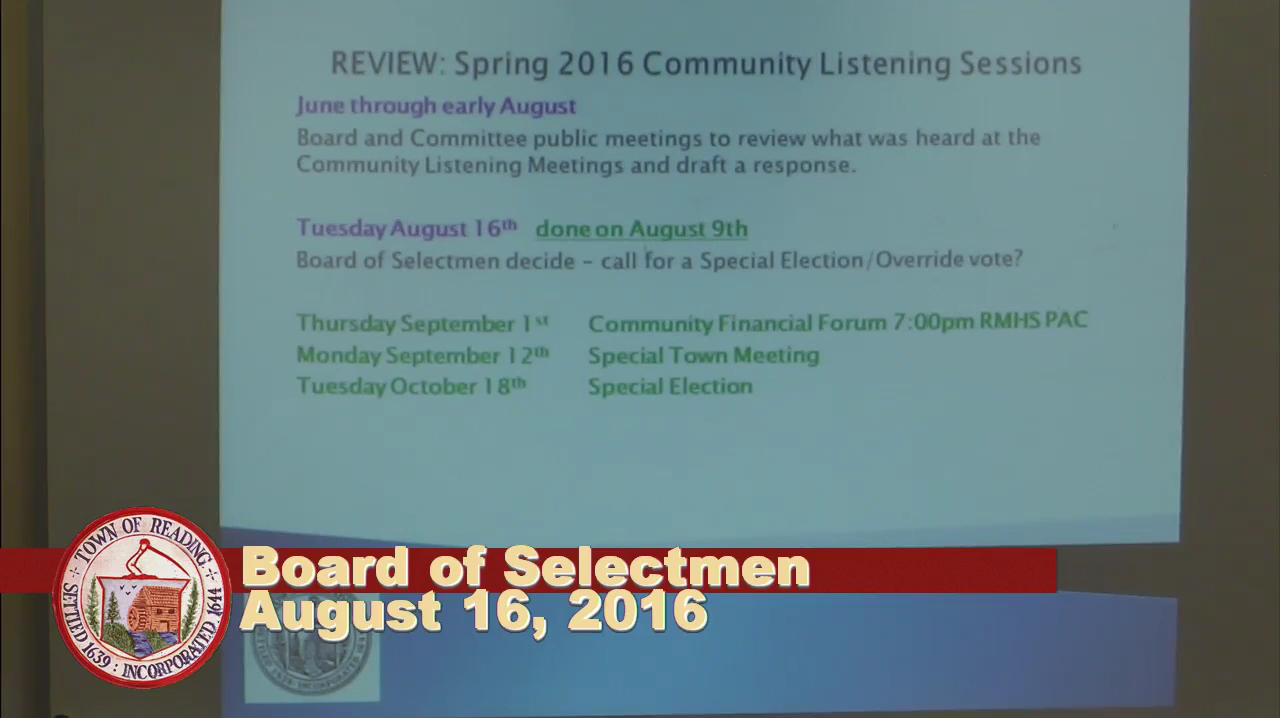 REVIEW: Spring 2016 Community Listening Sessions
June through early August
Board and Committee public meetings to review what was heard at the
Community Listening Meetings and draft a response.
Tuesday August 16th done on August 9th
Board of Selectmen decide – call for a Special Election/Override vote?
Thursday September 1st Community Financial Forum 7:00pm RMHS PAC
Monday September 12th Special Town Meeting
Tuesday October 18th Special Election
TOWN OF READING
SETTLED 1639 : INCORPORATED 1644
Board of Selectmen
August 16, 2016